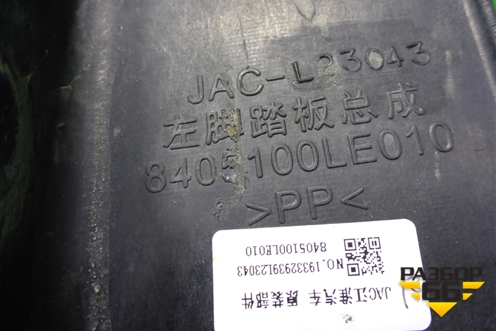 JAC-L23043
左脚踏板总成
8405100LE010
>PP<
JAC江淮汽车 原装部件
NO.19332939L23043
8405100LE010
РАЗБОР
66